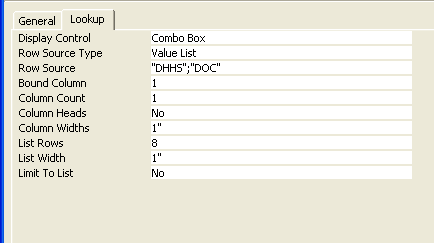 General Lookup
Display Control Combo Box
Row Source Type Value List
Row Source "DHHS";"DOC"
Bound Column 1
Column Count 1
Column Heads No
Column Widths 1"
List Rows 8
List Width 1"
Limit To List No